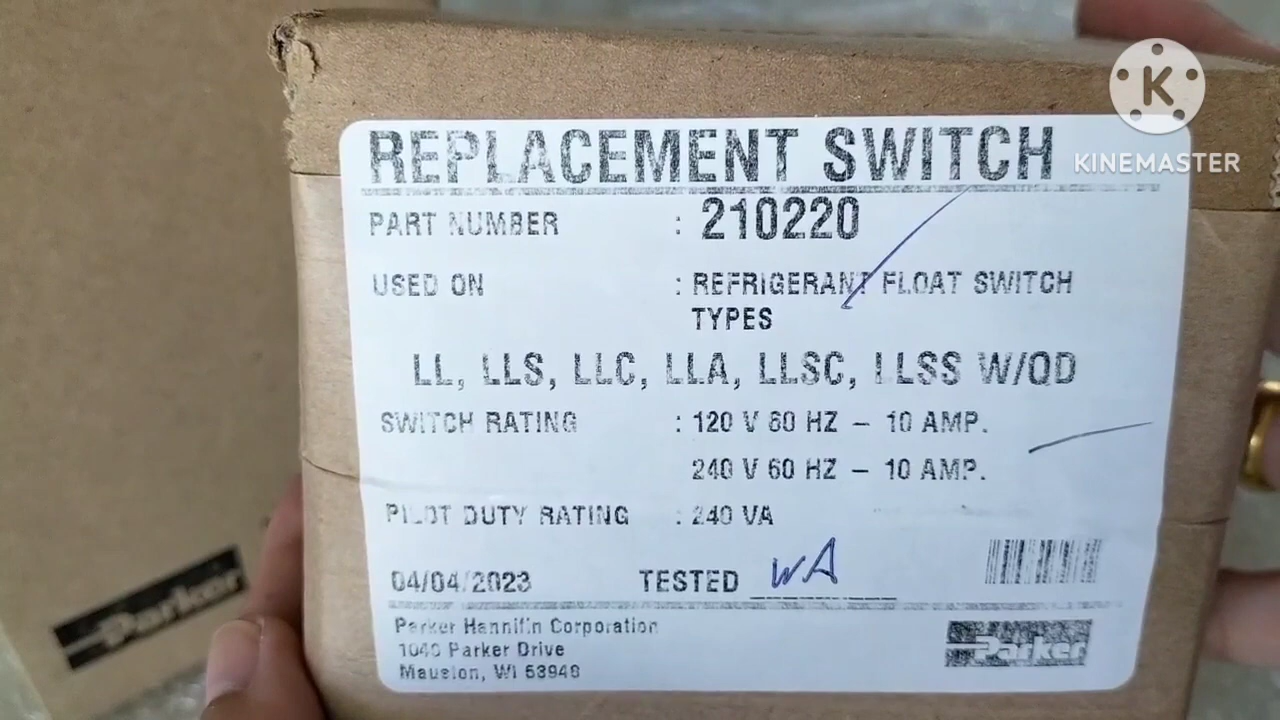 K
KINEMASTER
REPLACEMENT SWITCH
PART NUMBER : 210220
USED ON : REFRIGERANT FLOAT SWITCH
TYPES
LL, LLS, LLC, LLA, LLSC, LLSS W/QD
SWITCH RATING : 120 V 60 HZ – 10 AMP.
240 V 60 HZ – 10 AMP.
PILOT DUTY RATING : 240 VA
04/04/2023 TESTED WA
Parker Hannifin Corporation
1040 Parker Drive
Mauston, WI 53948
Parker
Parker